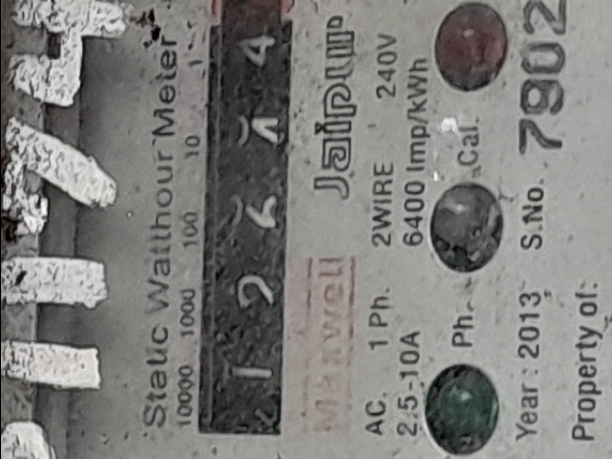 Static Watthour Meter
10000 1000 100 10 1
Maxwell Jaipur
AC. 1 Ph. 2WIRE 240V
2.5-10A 6400 Imp/kWh
Ph. Cal.
Year : 2013 S.No. 7902
Property of: